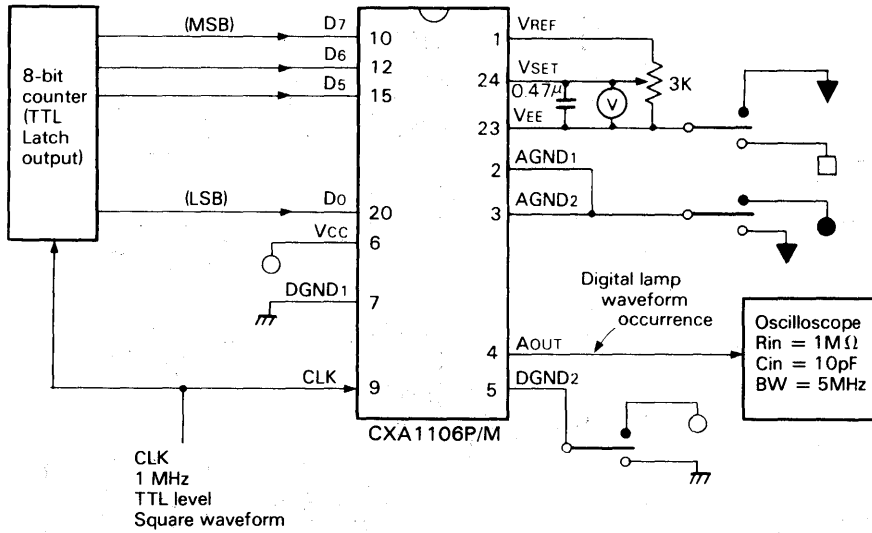 8-bit
counter
(TTL
Latch
output)
(MSB)
D7
10
D6
12
D5
15
(LSB)
D0
20
VCC
6
DGND1
7
CLK
9
CLK
1 MHz
TTL level
Square waveform
CXA1106P/M
1
VREF
24
VSET
0.47μ
V
3K
23
VEE
2
AGND1
3
AGND2
Digital lamp
waveform
occurrence
4
AOUT
5
DGND2
Oscilloscope
Rin = 1MΩ
Cin = 10pF
BW = 5MHz